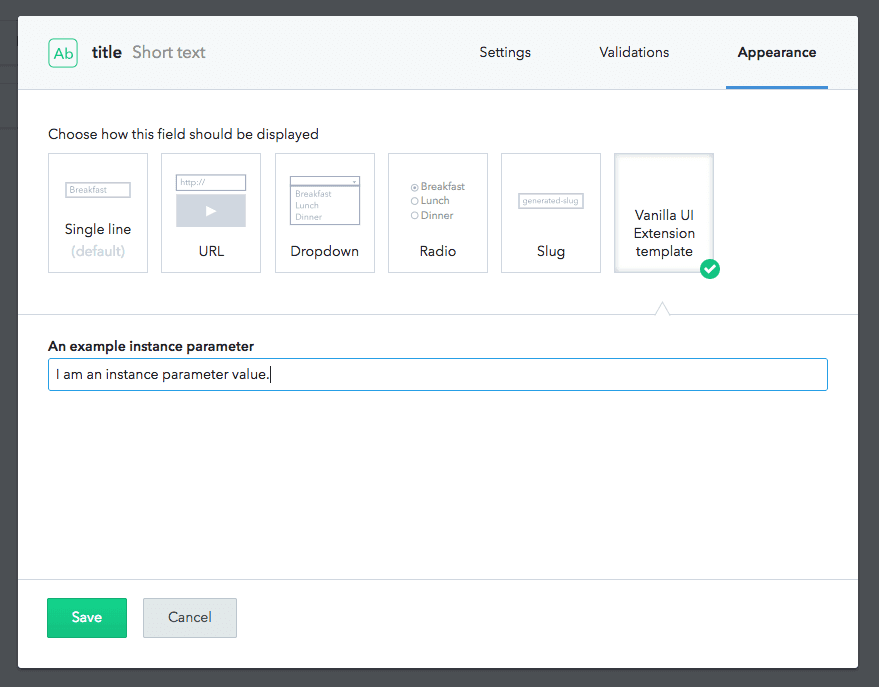 Ab title Short text Settings Validations Appearance
Choose how this field should be displayed
Breakfast
Single line
(default)
http://
URL
Breakfast
Lunch
Dinner
Dropdown
Breakfast
Lunch
Dinner
Radio
generated-slug
Slug
Vanilla UI
Extension
template
An example instance parameter
I am an instance parameter value.
Save Cancel